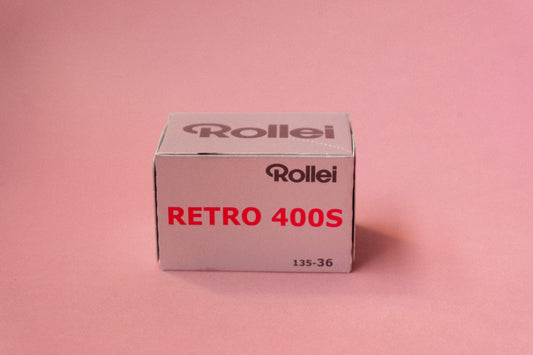 Rollei
Rollei
RETRO 400S
135-36